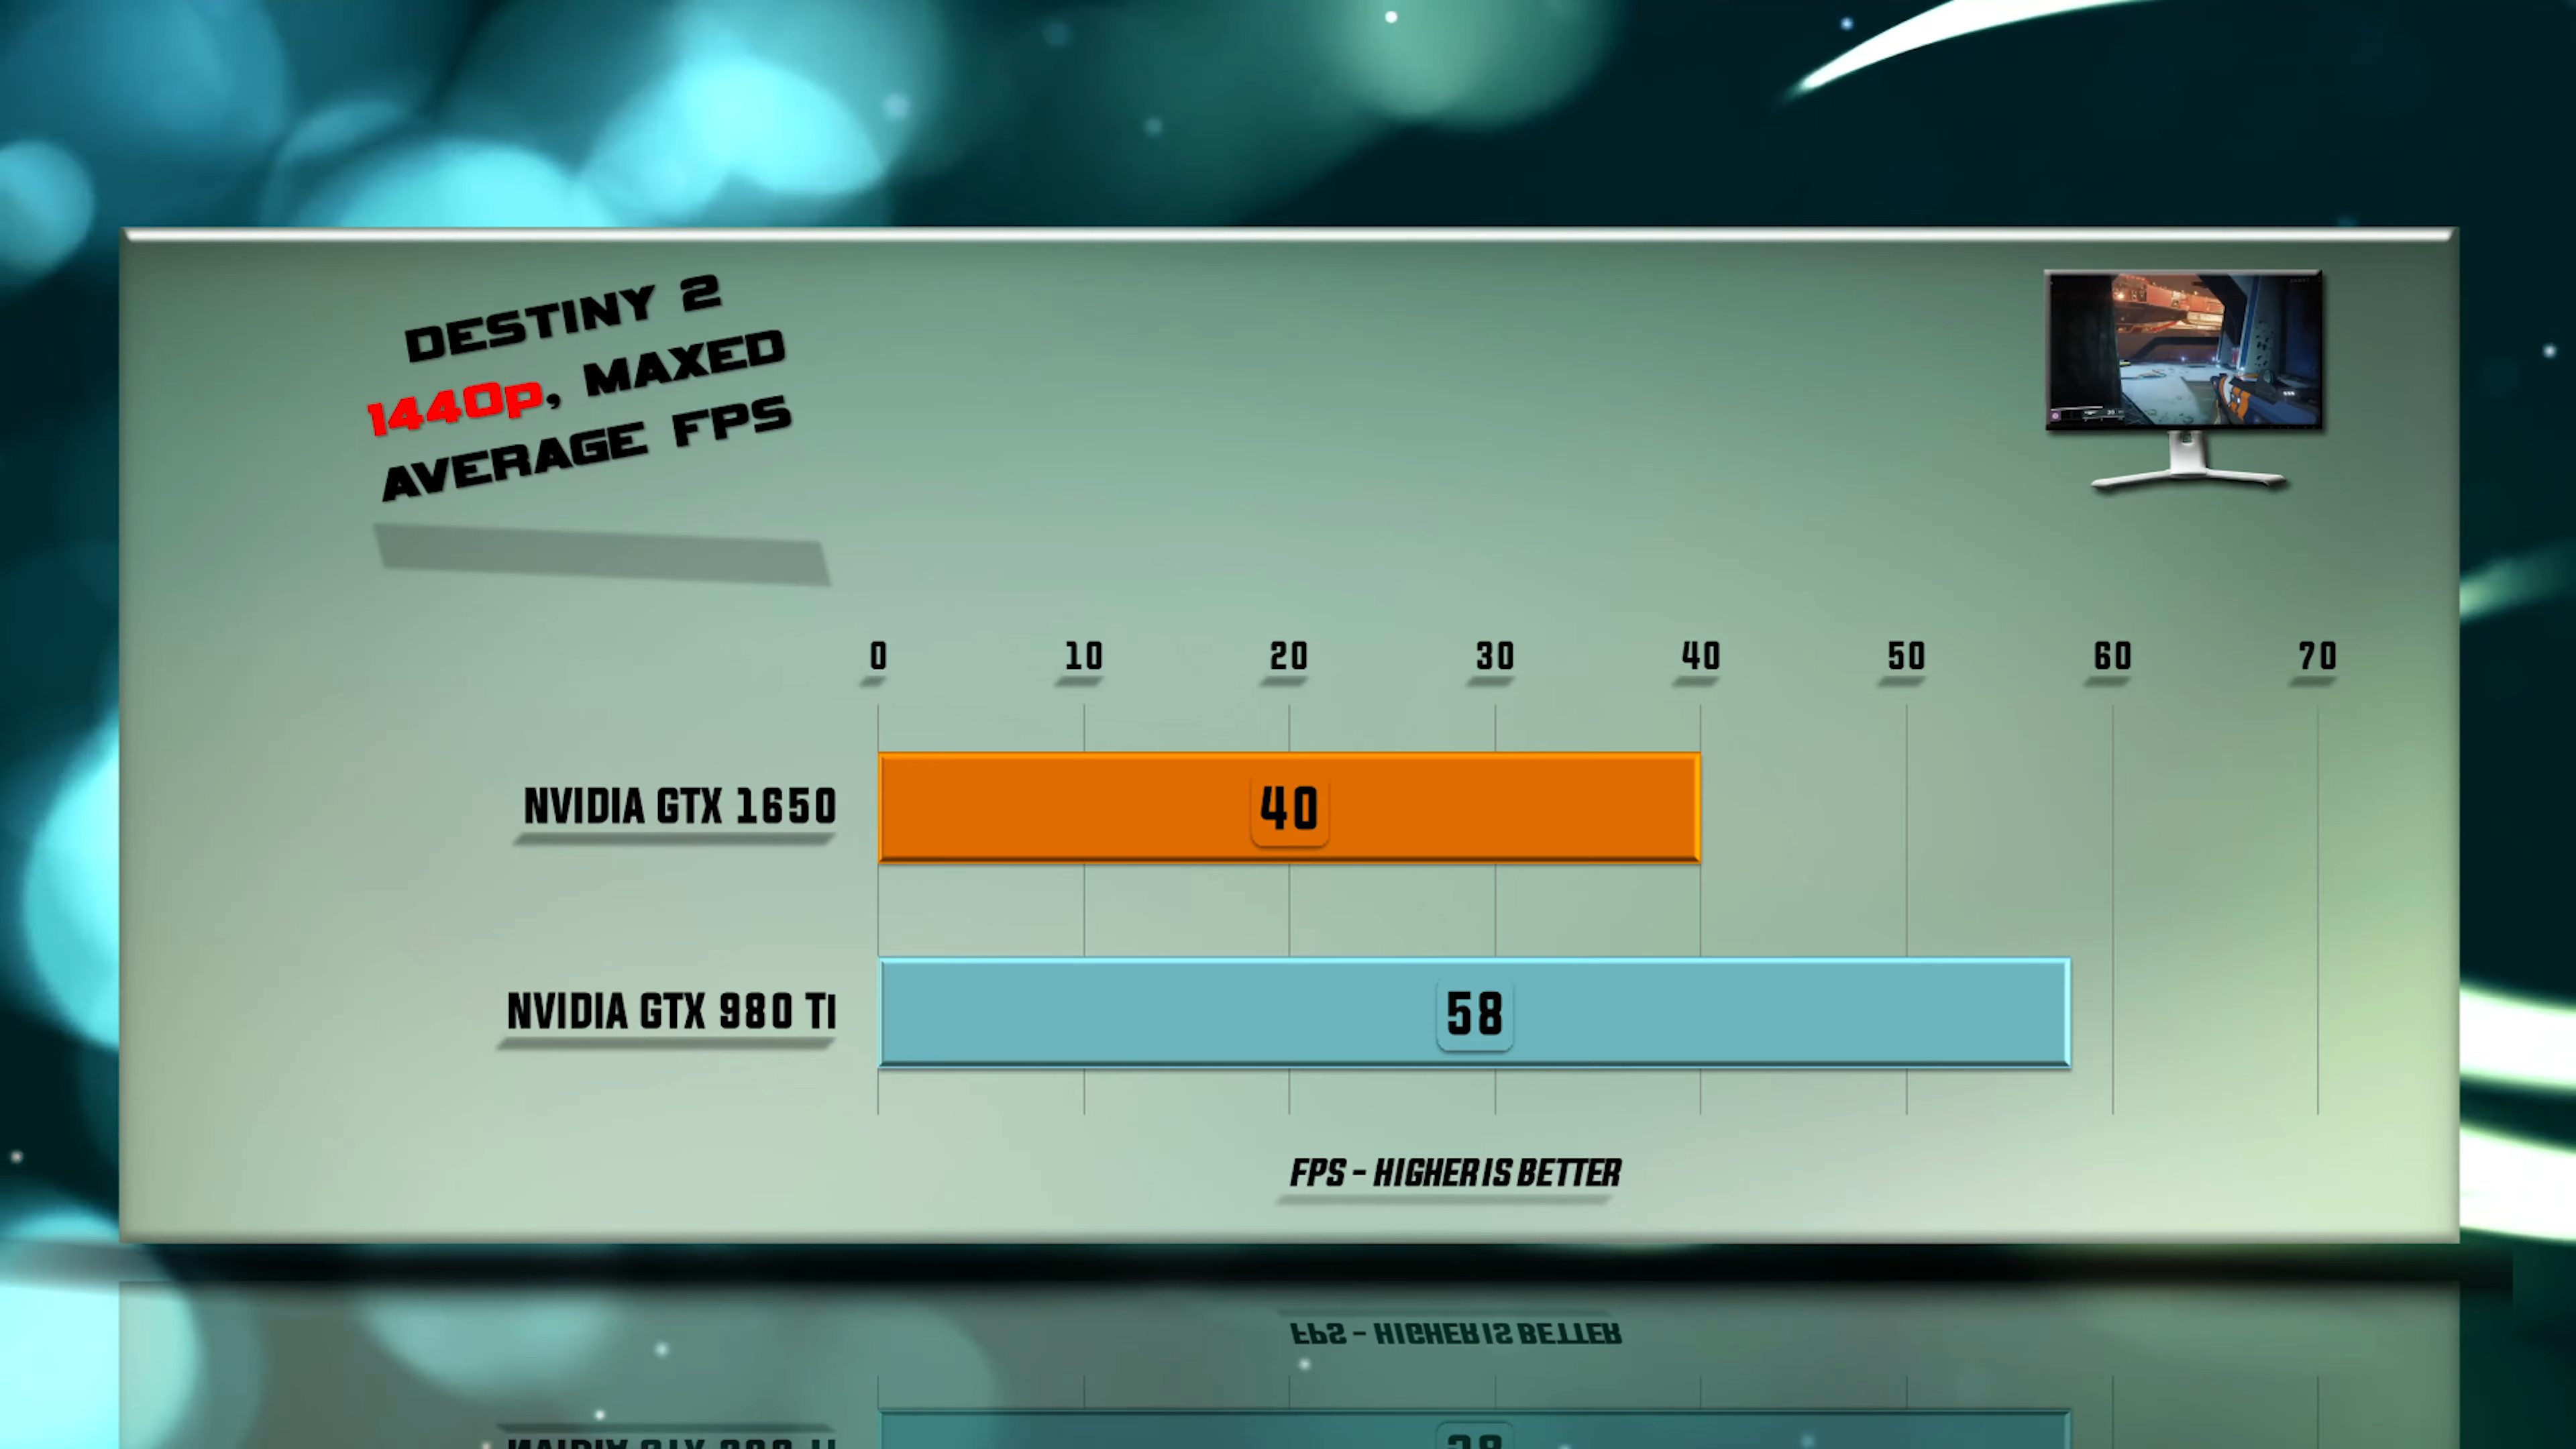 DESTINY 2
1440p, MAXED
AVERAGE FPS
0 10 20 30 40 50 60 70
NVIDIA GTX 1650
40
NVIDIA GTX 980 TI
58
FPS - HIGHER IS BETTER